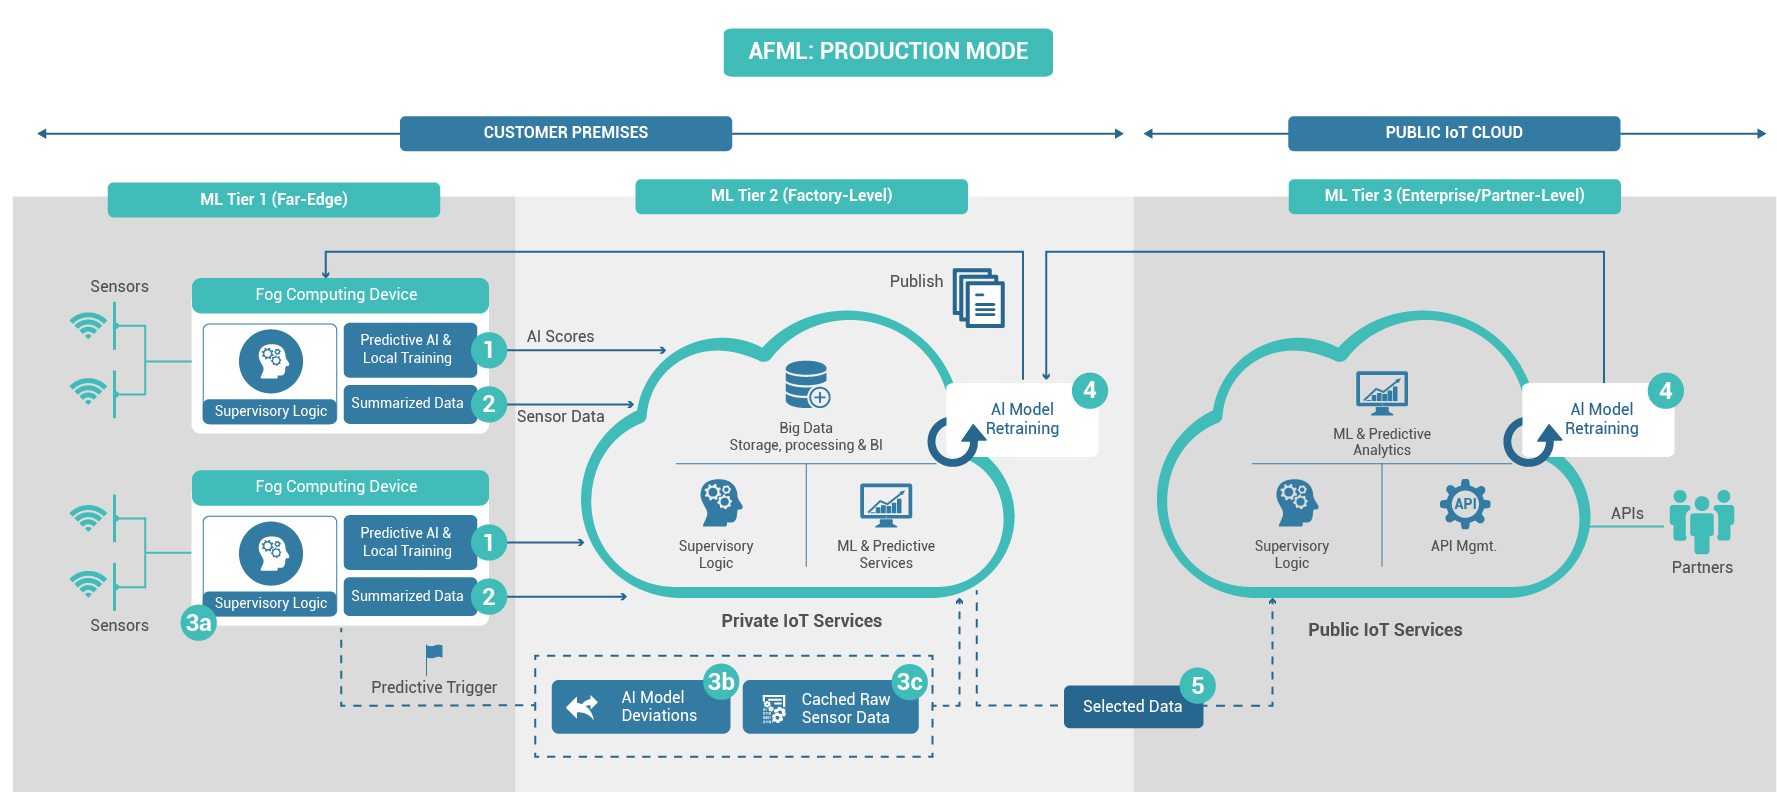 AFML: PRODUCTION MODE
CUSTOMER PREMISES
PUBLIC IoT CLOUD
ML Tier 1 (Far-Edge)
ML Tier 2 (Factory-Level)
ML Tier 3 (Enterprise/Partner-Level)
Sensors
Fog Computing Device
Supervisory Logic
Predictive AI &
Local Training
1
Summarized Data
2
AI Scores
Sensor Data
Fog Computing Device
Supervisory Logic
Predictive AI &
Local Training
1
Summarized Data
2
3a
Sensors
Predictive Trigger
Publish
Big Data
Storage, processing & BI
Supervisory
Logic
ML & Predictive
Services
AI Model
Retraining
4
Private IoT Services
AI Model
Deviations
3b
Cached Raw
Sensor Data
3c
Selected Data
5
ML & Predictive
Analytics
Supervisory
Logic
API
API Mgmt.
AI Model
Retraining
4
Public IoT Services
APIs
Partners